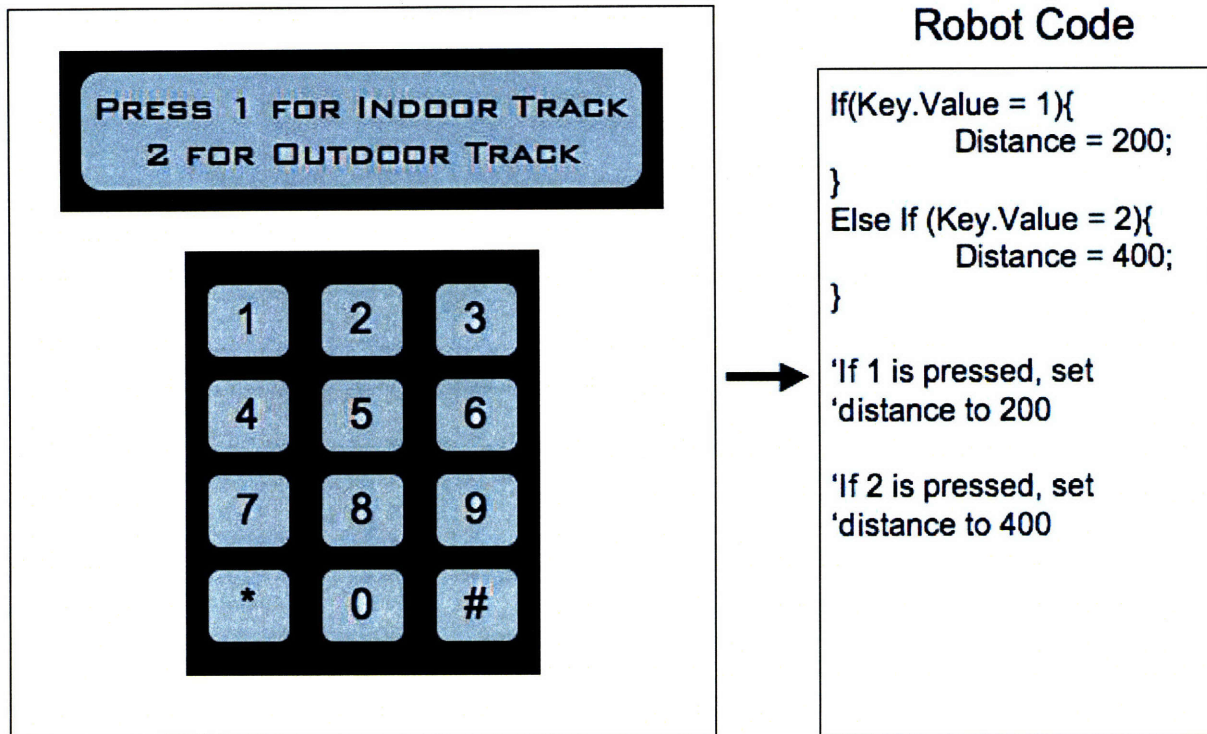 PRESS 1 FOR INDOOR TRACK
2 FOR OUTDOOR TRACK
1 2 3
4 5 6
7 8 9
* 0 #
Robot Code
If(Key.Value = 1){
Distance = 200;
}
Else If (Key.Value = 2){
Distance = 400;
}
‘If 1 is pressed, set
‘distance to 200
‘If 2 is pressed, set
‘distance to 400